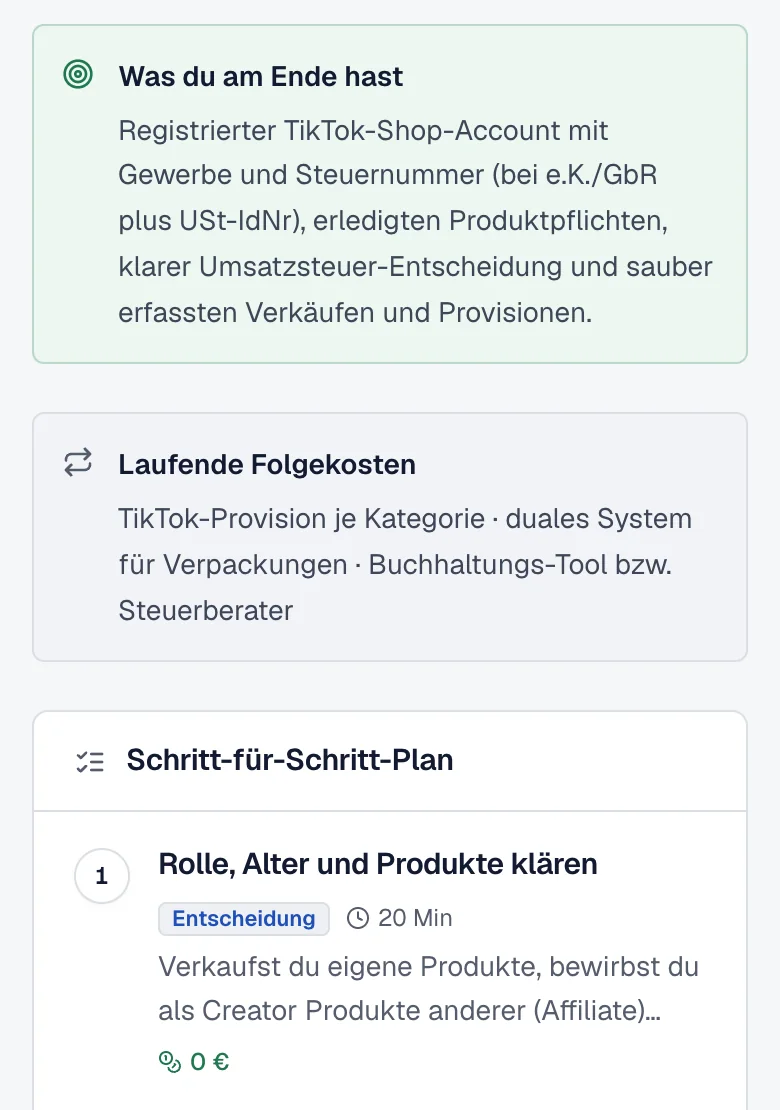 Was du am Ende hast
Registrierter TikTok-Shop-Account mit
Gewerbe und Steuernummer (bei e.K./GbR
plus USt-IdNr), erledigten Produktpflichten,
klarer Umsatzsteuer-Entscheidung und sauber
erfassten Verkäufen und Provisionen.
Laufende Folgekosten
TikTok-Provision je Kategorie · duales System
für Verpackungen · Buchhaltungs-Tool bzw.
Steuerberater
Schritt-für-Schritt-Plan
1
Rolle, Alter und Produkte klären
Entscheidung 20 Min
Verkaufst du eigene Produkte, bewirbst du
als Creator Produkte anderer (Affiliate)...
0 €